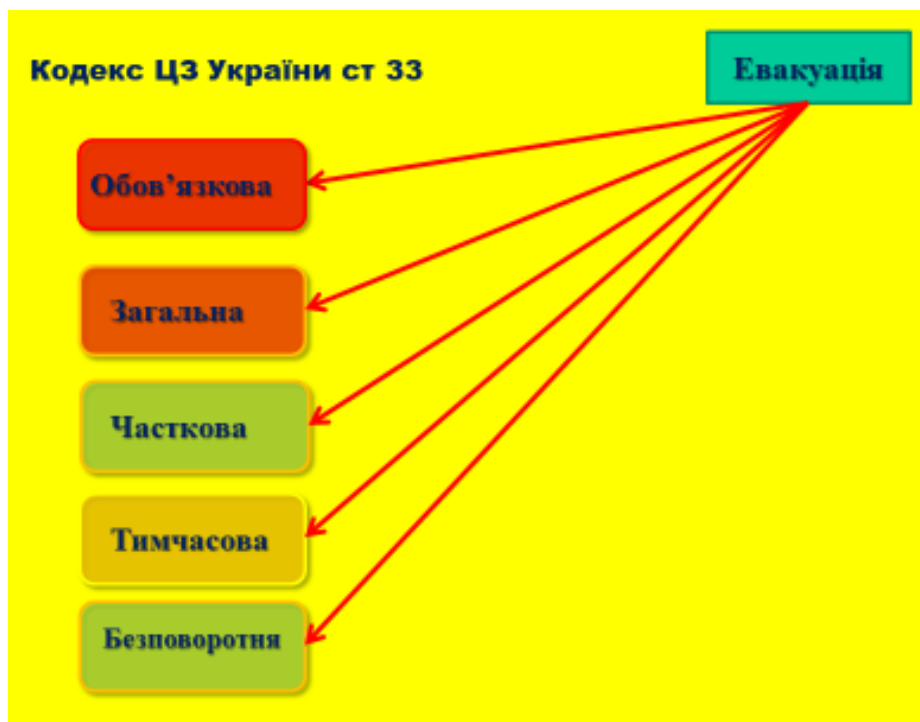 Кодекс ЦЗ України ст 33
Евакуація
Обов’язкова
Загальна
Часткова
Тимчасова
Безповоротня